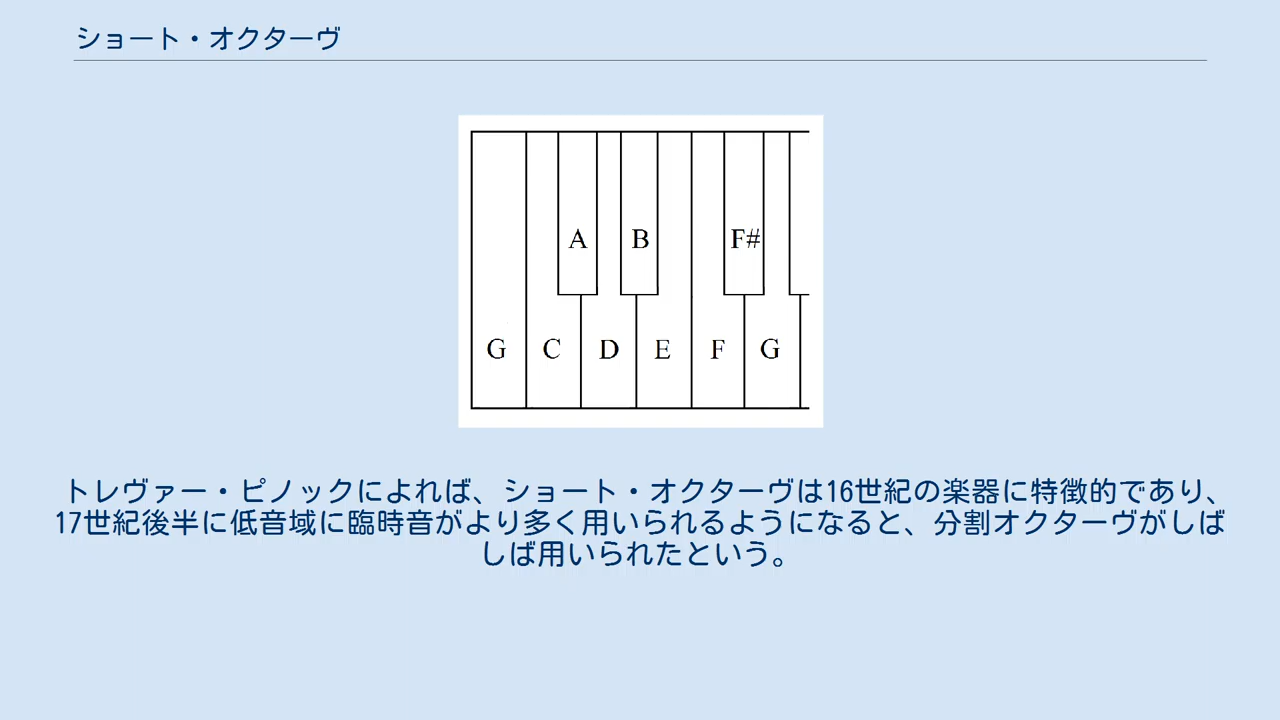 ショート・オクターヴ
A B F#
G C D E F G
トレヴァー・ピノックによれば、ショート・オクターヴは16世紀の楽器に特徴的であり、
17世紀後半に低音域に臨時音がより多く用いられるようになると、分割オクターヴがしば
しば用いられたという。